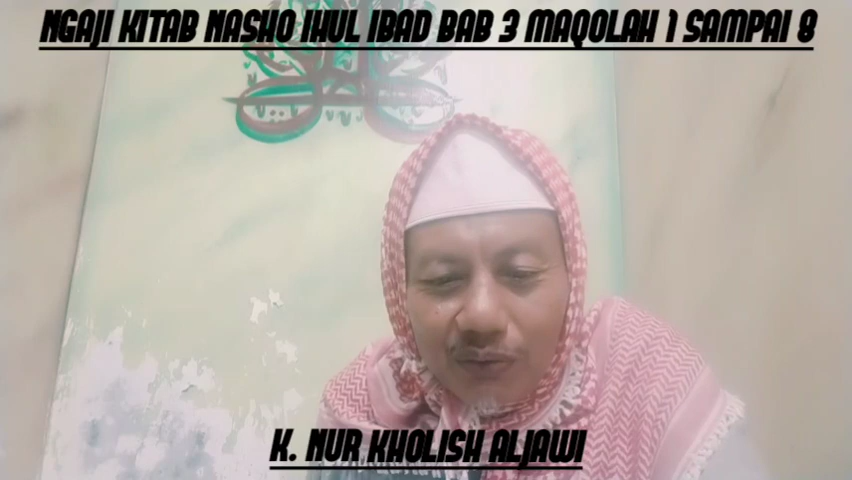 NGAJI KITAB NASHO IHUL IBAD BAB 3 MAQOLAH 1 SAMPAI 8
K. NUR KHOLISH ALJAWI